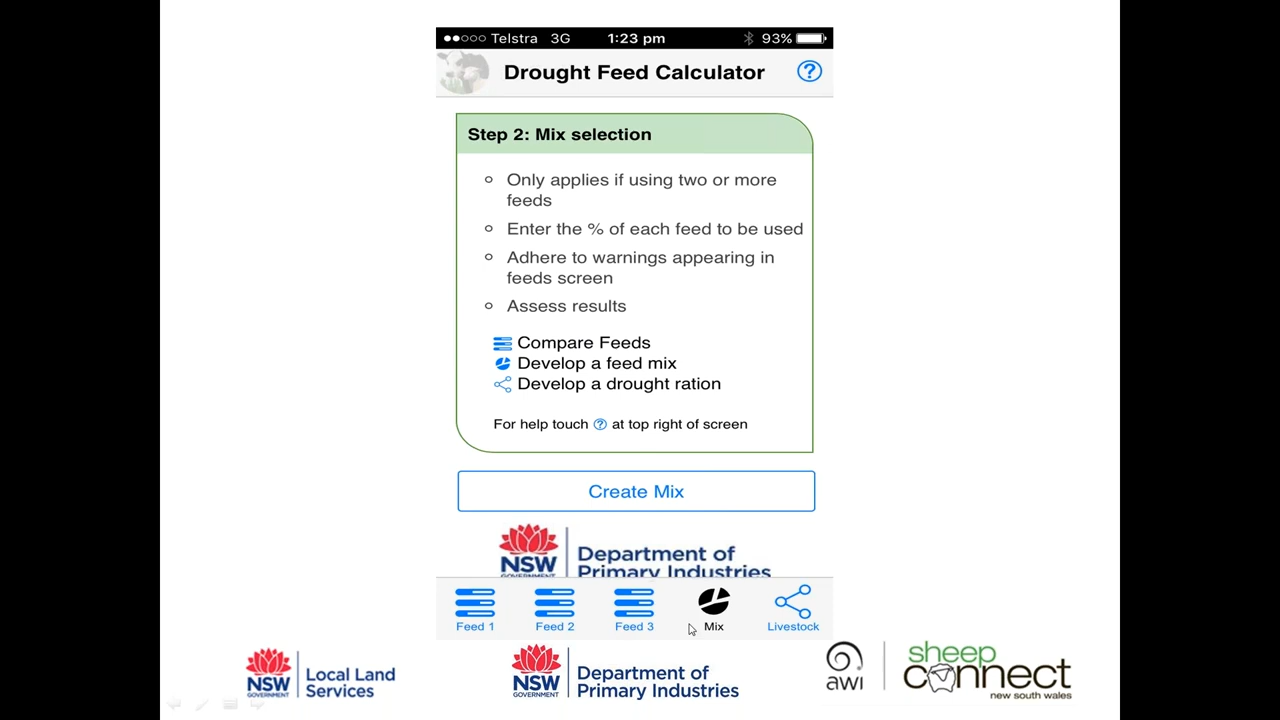 Telstra 3G 1:23 pm 93%
Drought Feed Calculator ?
Step 2: Mix selection
Only applies if using two or more
feeds
Enter the % of each feed to be used
Adhere to warnings appearing in
feeds screen
Assess results
Compare Feeds
Develop a feed mix
Develop a drought ration
For help touch ? at top right of screen
Create Mix
NSW
GOVERNMENT
Department of
Primary Industries
Feed 1 Feed 2 Feed 3 Mix Livestock
NSW
GOVERNMENT
Local Land
Services
NSW
GOVERNMENT
Department of
Primary Industries
awi
sheep
connect
new south wales